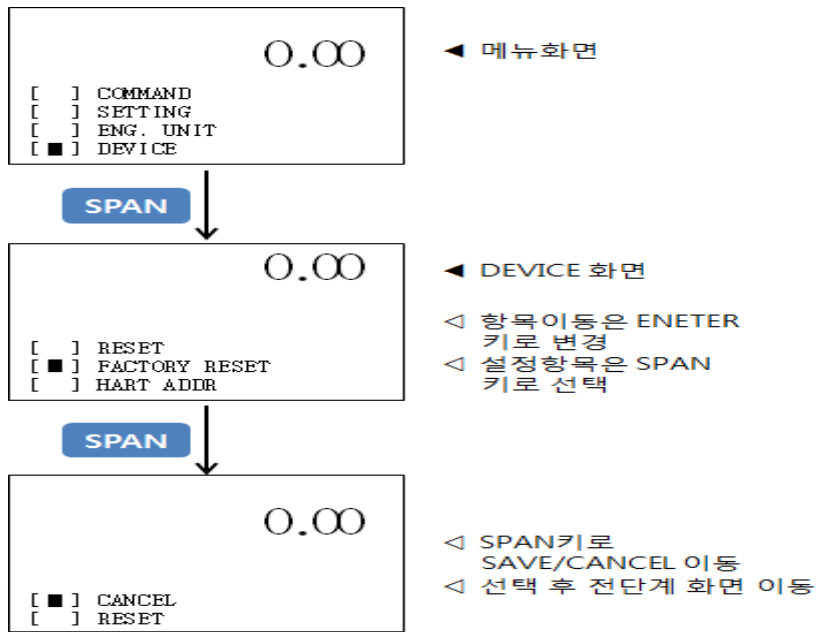 0.00
◄ 메뉴화면
[ ] COMMAND
[ ] SETTING
[ ] ENG. UNIT
[■] DEVICE
SPAN
0.00
◄ DEVICE 화면
◁ 항목이동은 ENETER
키로 변경
◁ 설정항목은 SPAN
키로 선택
[ ] RESET
[■] FACTORY RESET
[ ] HART ADDR
SPAN
0.00
◁ SPAN키로
SAVE/CANCEL 이동
◁ 선택 후 전단계 화면 이동
[■] CANCEL
[ ] RESET